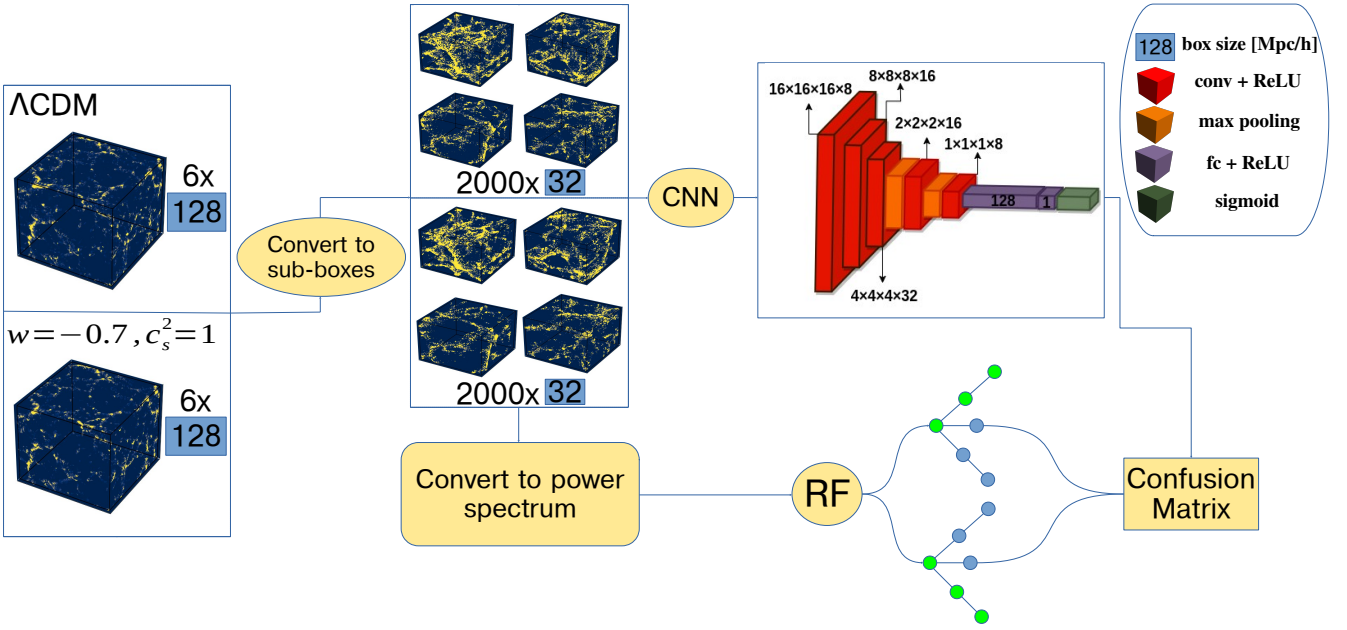 ΛCDM
6x
128
w=−0.7, c_s^2=1
6x
128
Convert to
sub-boxes
2000x 32
2000x 32
Convert to power
spectrum
CNN
16×16×16×8
8×8×8×16
2×2×2×16
1×1×1×8
128
1
4×4×4×32
128 box size [Mpc/h]
conv + ReLU
max pooling
fc + ReLU
sigmoid
RF
Confusion
Matrix